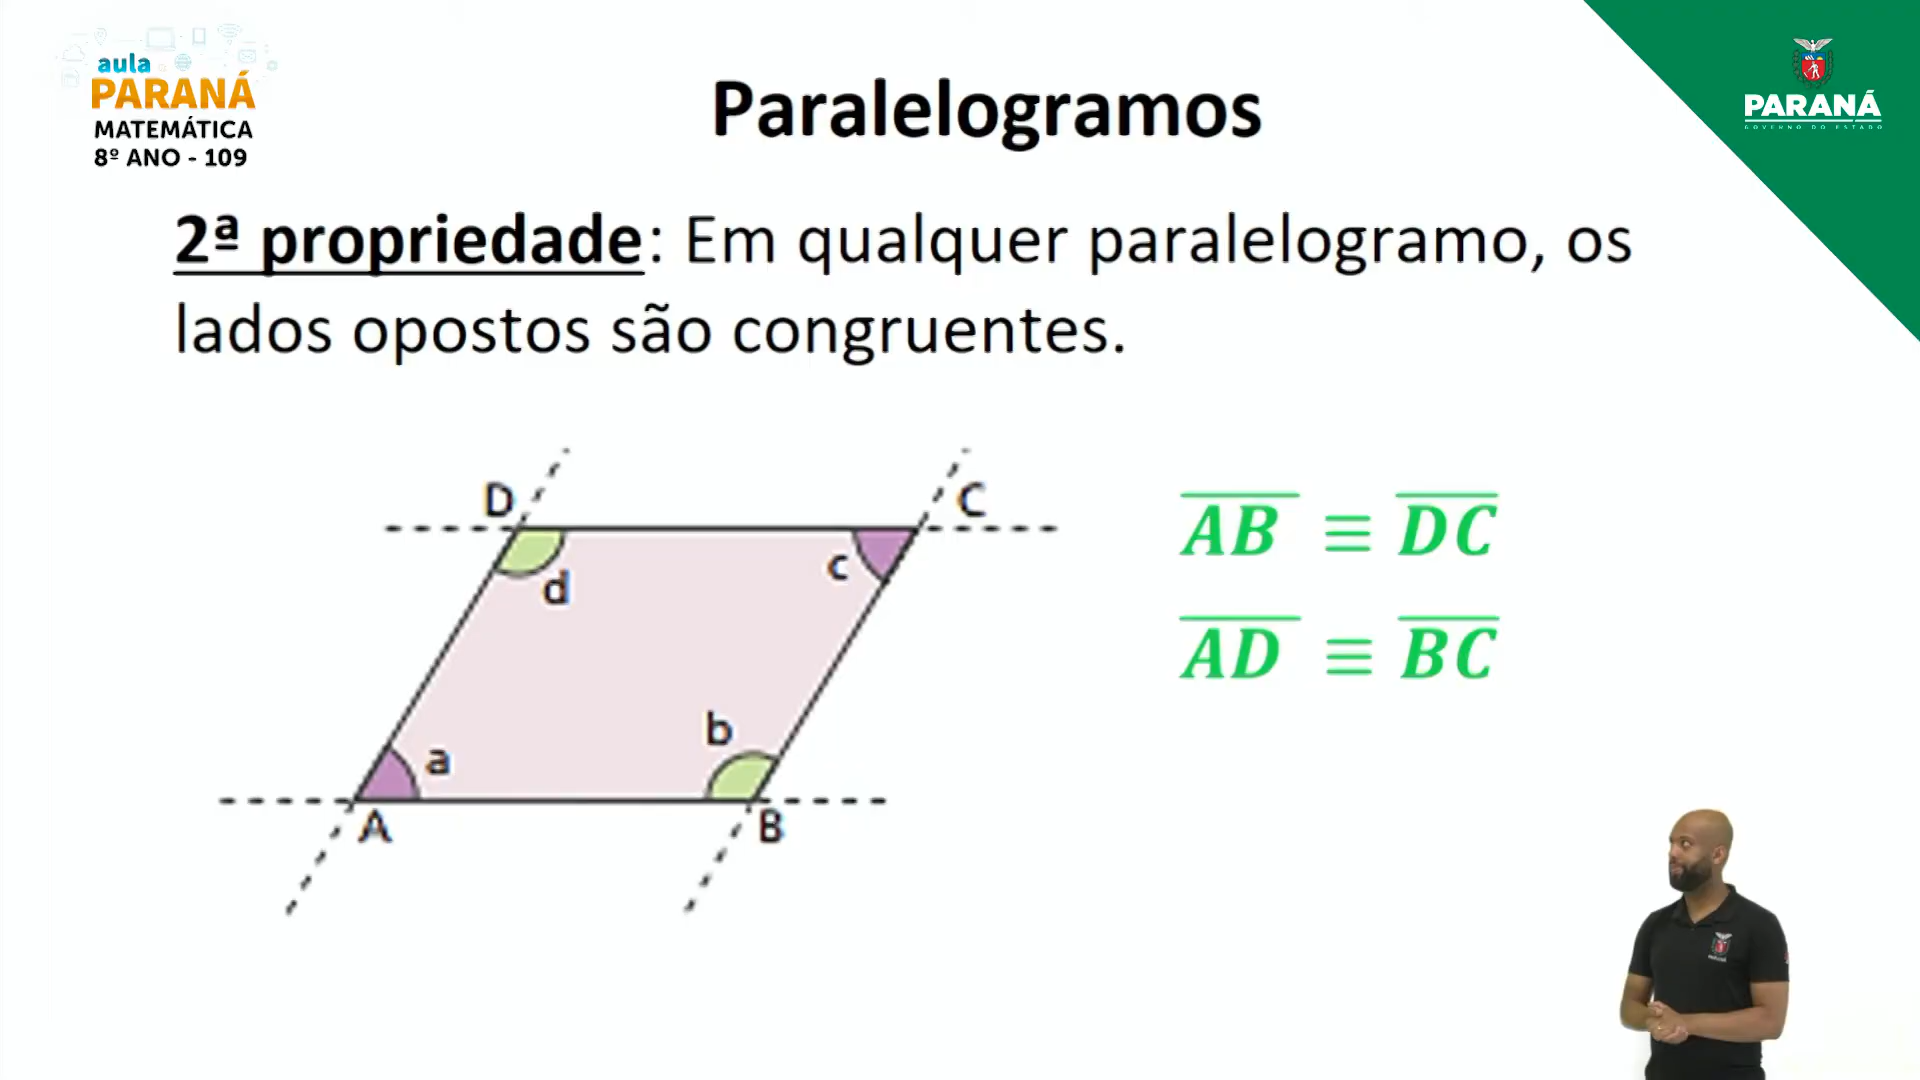 aula
PARANÁ
MATEMÁTICA
8º ANO - 109
Paralelogramos
PARANÁ
GOVERNO DO ESTADO
2ª propriedade: Em qualquer paralelogramo, os
lados opostos são congruentes.
D
C
d
c
b
a
A
B
AB ≡ DC
AD ≡ BC